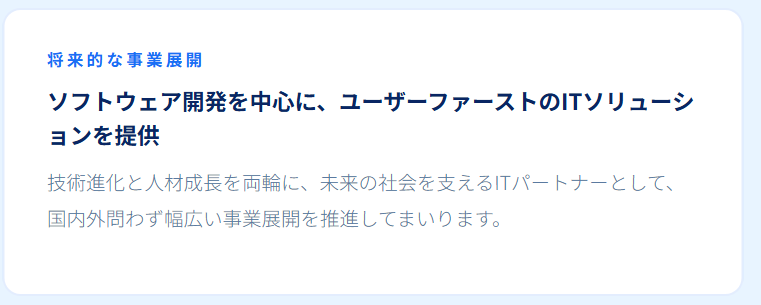 将来的な事業展開
ソフトウェア開発を中心に、ユーザーファーストのITソリューシ
ョンを提供
技術進化と人材成長を両輪に、未来の社会を支えるITパートナーとして、
国内外問わず幅広い事業展開を推進してまいります。